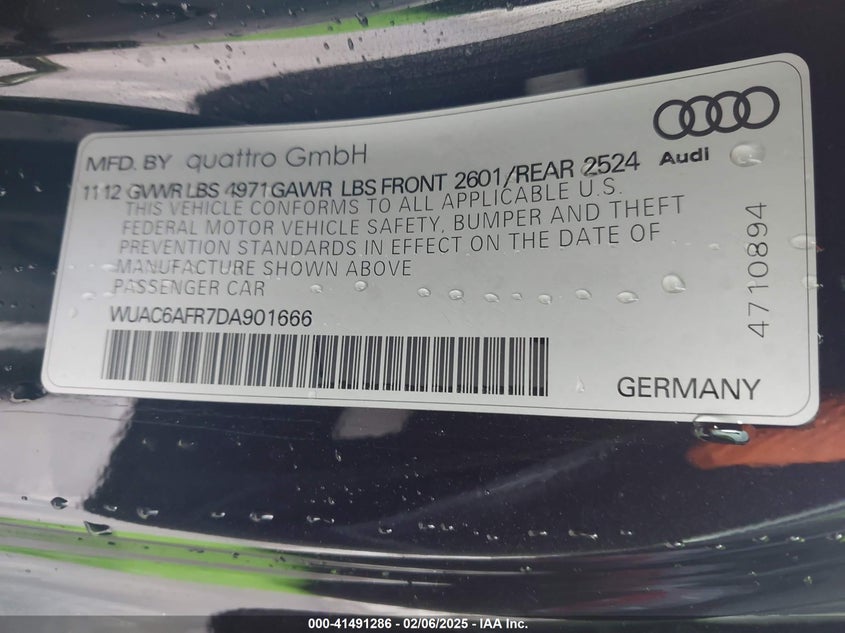 MFD. BY quattro GmbH
Audi
11 12 GVWR LBS 4971 GAWR LBS FRONT 2601/REAR 2524
THIS VEHICLE CONFORMS TO ALL APPLICABLE U.S.
FEDERAL MOTOR VEHICLE SAFETY, BUMPER AND THEFT
PREVENTION STANDARDS IN EFFECT ON THE DATE OF
MANUFACTURE SHOWN ABOVE
PASSENGER CAR
WUAC6AFR7DA901666
4710894
GERMANY
000-41491286 - 02/06/2025 - IAA Inc.